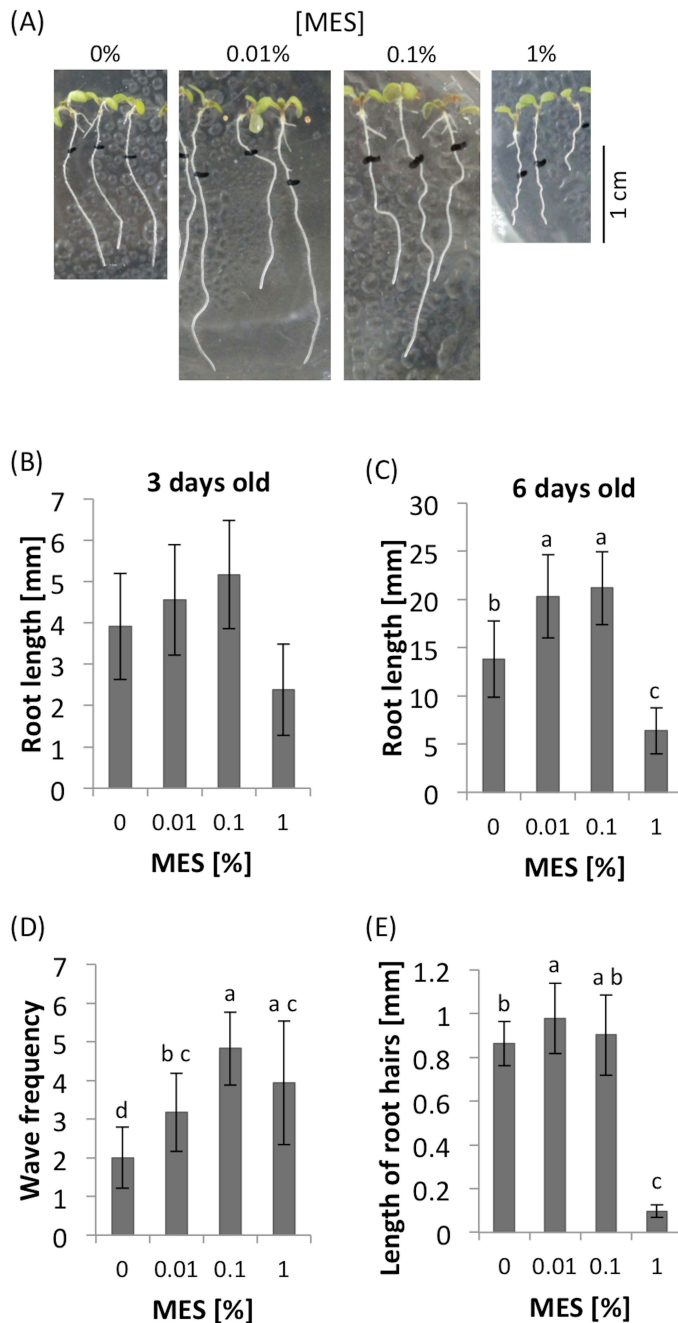 (A) [MES]
0% 0.01% 0.1% 1%
1 cm
(B) 3 days old
Root length [mm]
7
6
5
4
3
2
1
0
0 0.01 0.1 1
MES [%]
(C) 6 days old
Root length [mm]
30
25
20
15
10
5
0
b a a c
0 0.01 0.1 1
MES [%]
(D)
Wave frequency
7
6
5
4
3
2
1
0
d b c a a c
0 0.01 0.1 1
MES [%]
(E)
Length of root hairs [mm]
1.2
1
0.8
0.6
0.4
0.2
0
b a a b c
0 0.01 0.1 1
MES [%]